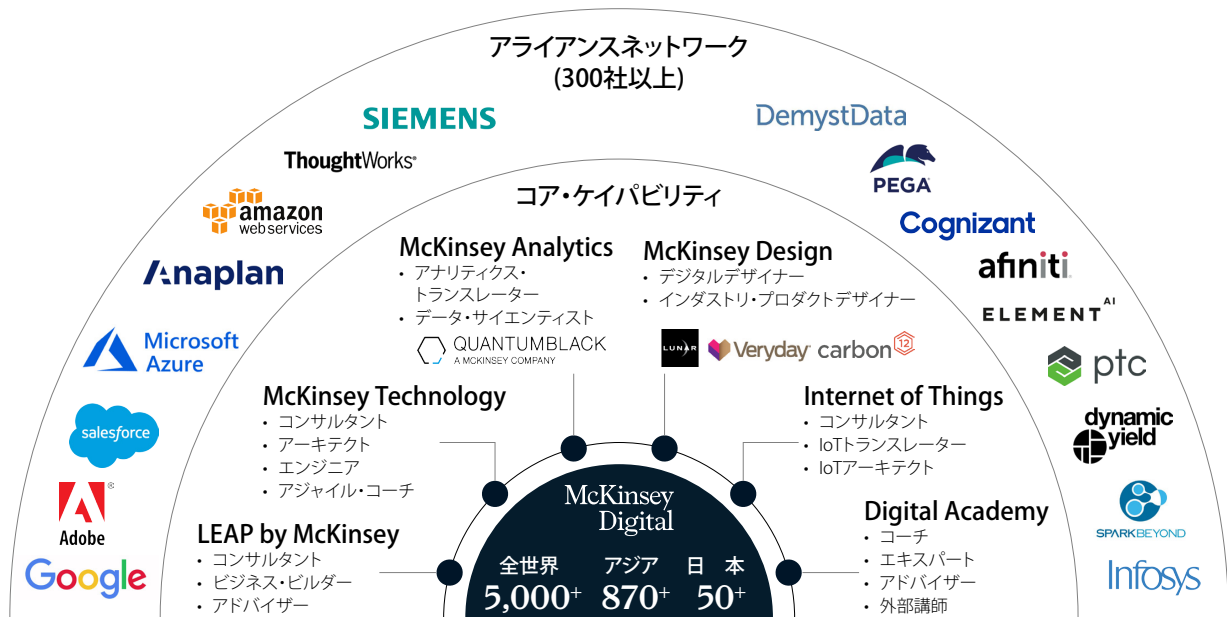 アライアンスネットワーク
(300社以上)
SIEMENS
ThoughtWorks®
amazon
web services
Anaplan
Microsoft
Azure
salesforce
Adobe
Google
DemystData
PEGA
Cognizant
afiniti
ELEMENT AI
ptc
dynamic
yield
SPARKBEYOND
Infosys
コア・ケイパビリティ
McKinsey Analytics
• アナリティクス・
トランスレーター
• データ・サイエンティスト
QUANTUMBLACK
A MCKINSEY COMPANY
McKinsey Design
• デジタルデザイナー
• インダストリ・プロダクトデザイナー
LUNAR
Veryday
carbon 12
McKinsey Technology
• コンサルタント
• アーキテクト
• エンジニア
• アジャイル・コーチ
Internet of Things
• コンサルタント
• IoTトランスレーター
• IoTアーキテクト
LEAP by McKinsey
• コンサルタント
• ビジネス・ビルダー
• アドバイザー
Digital Academy
• コーチ
• エキスパート
• アドバイザー
• 外部講師
McKinsey
Digital
全世界 アジア 日 本
5,000+ 870+ 50+